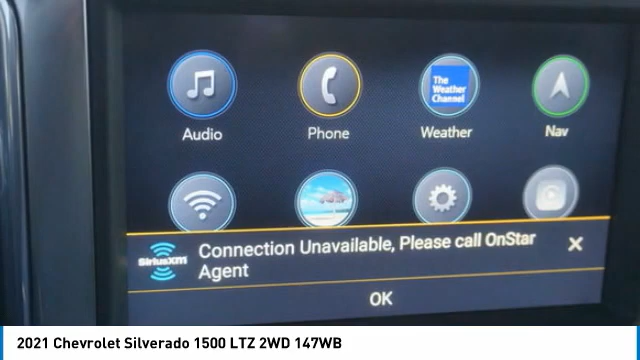 Audio
Phone
The
Weather
Channel
Weather
Nav
SiriusXM
Connection Unavailable, Please call OnStar
Agent
OK
2021 Chevrolet Silverado 1500 LTZ 2WD 147WB